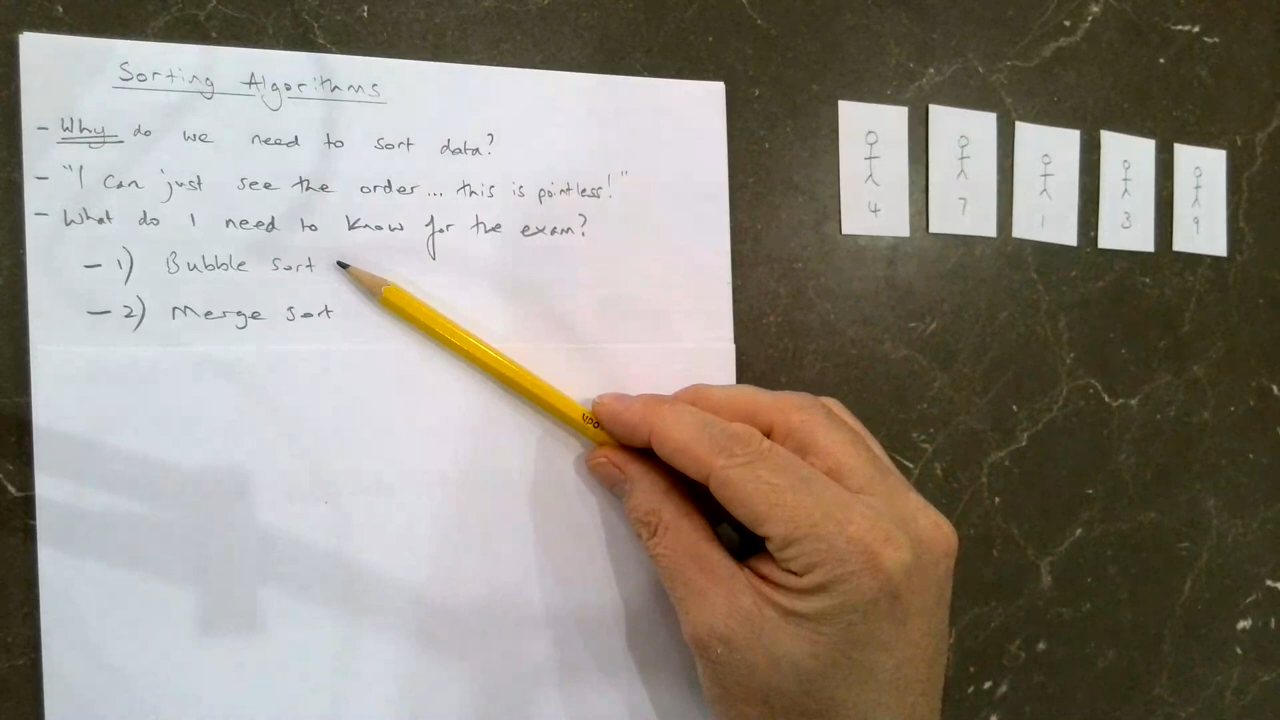 Sorting Algorithms
- Why do we need to sort data?
- "I can just see the order... this is pointless!"
- What do I need to know for the exam?
- 1) Bubble sort
- 2) Merge sort
4
7
1
3
9